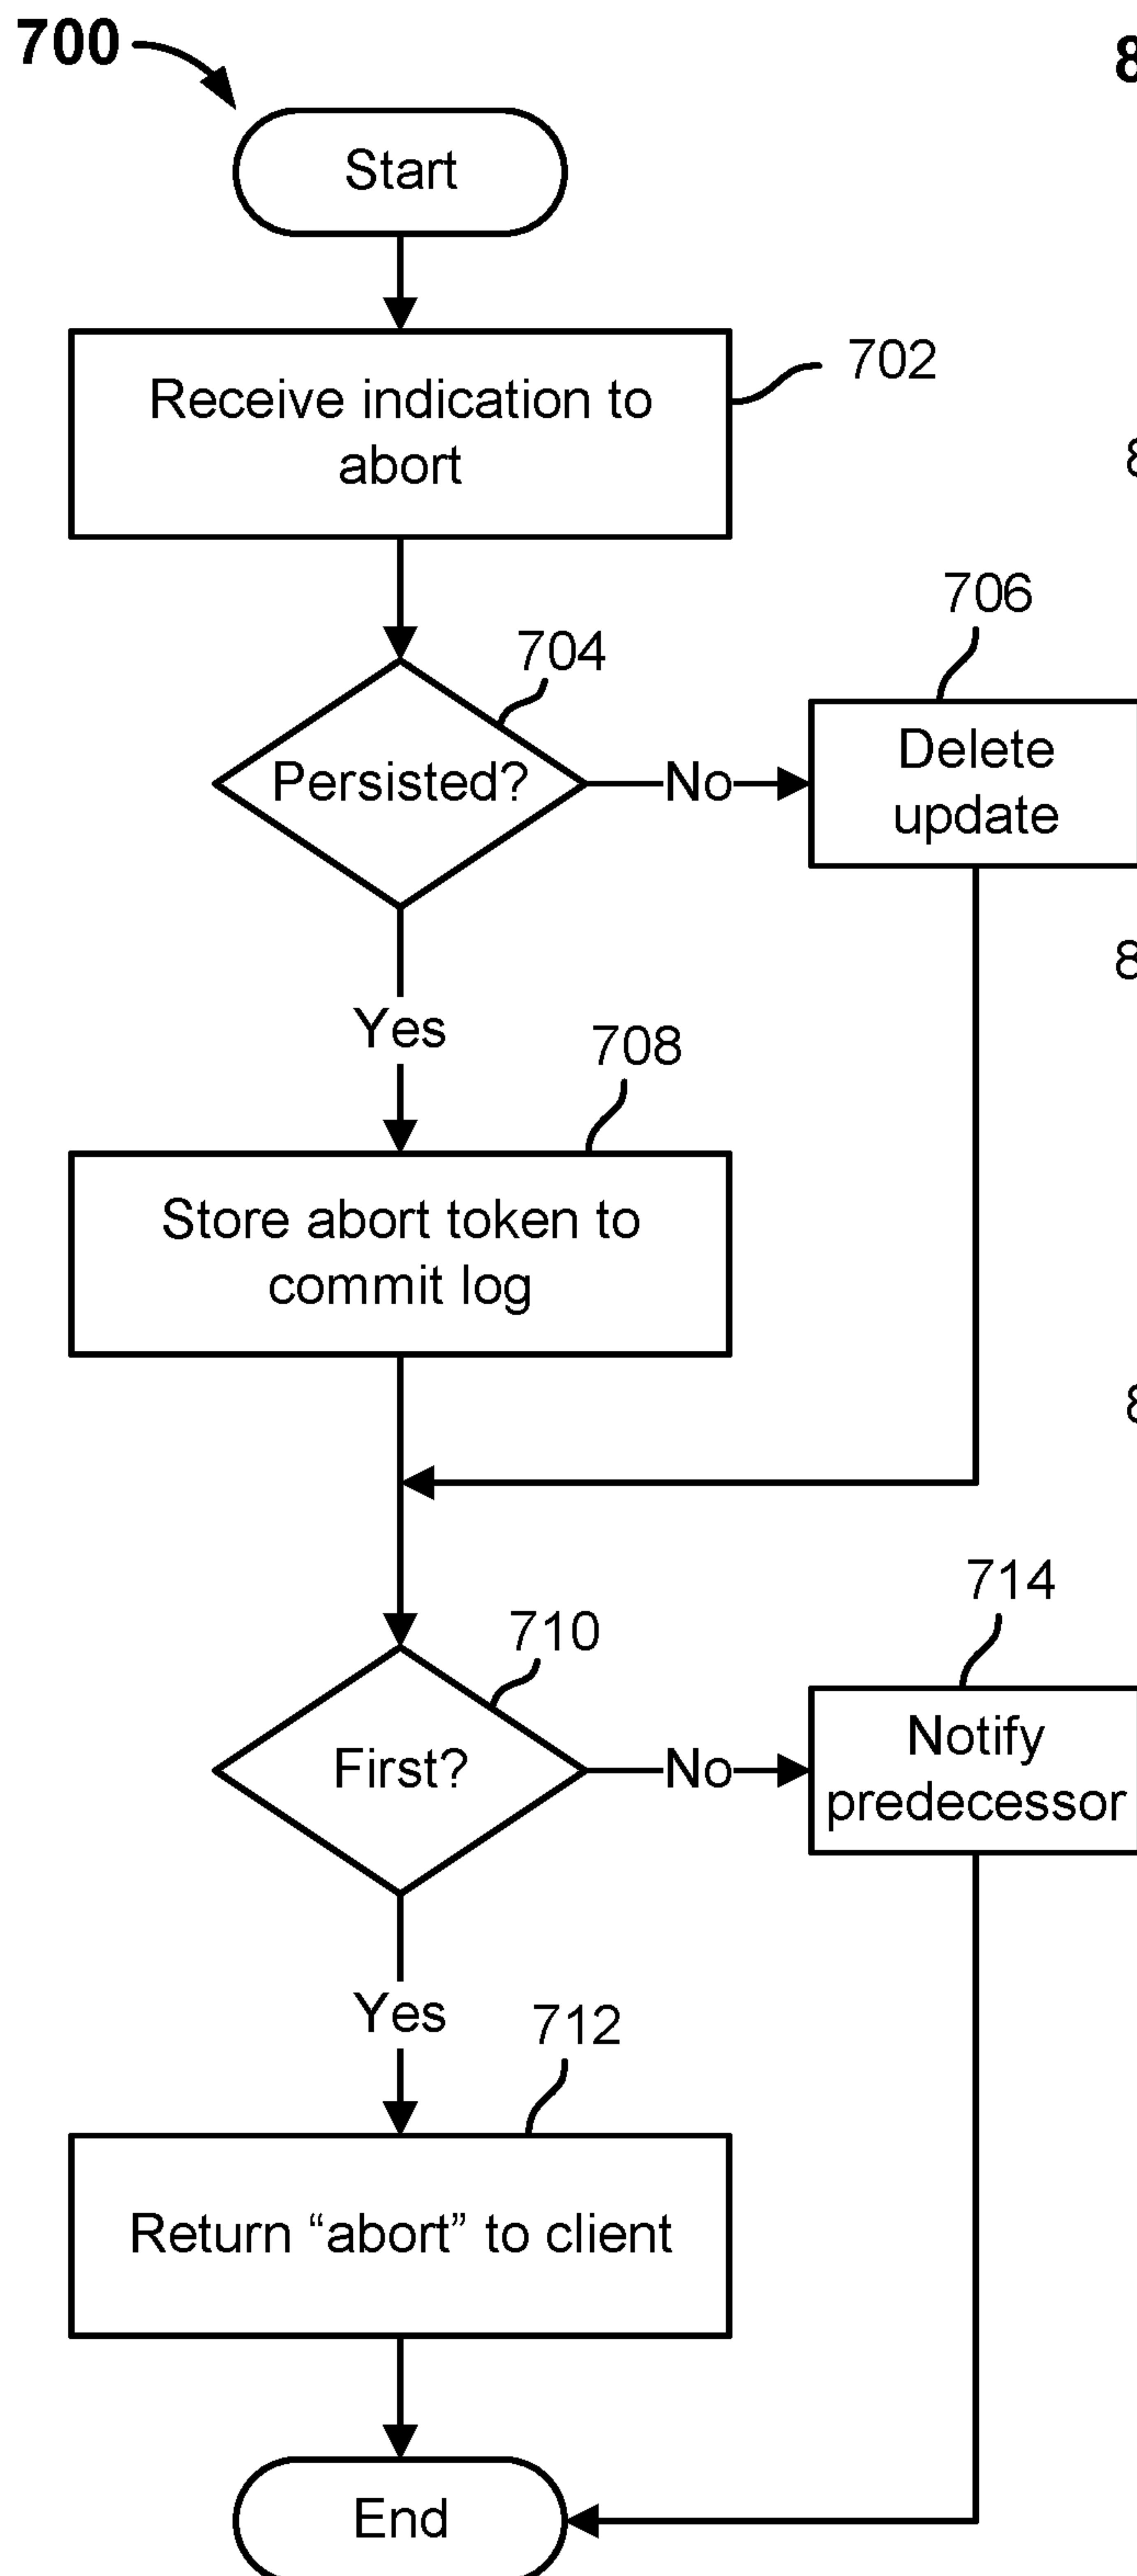 700
Start
702
Receive indication to
abort
704
706
Persisted?
No
Delete
update
Yes
708
Store abort token to
commit log
710
714
First?
No
Notify
predecessor
Yes
712
Return “abort” to client
End